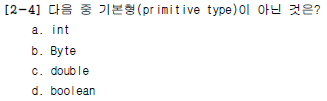 [2-4] 다음 중 기본형(primitive type)이 아닌 것은?
a. int
b. Byte
c. double
d. boolean